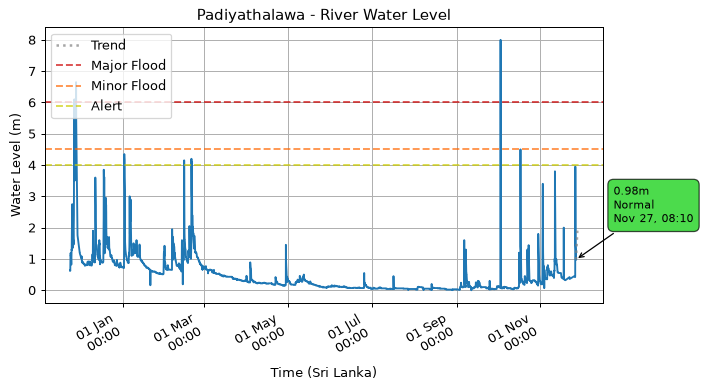 Padiyathalawa - River Water Level
Trend
Major Flood
Minor Flood
Alert
Water Level (m)
8
7
6
5
4
3
2
1
0
0.98m
Normal
Nov 27, 08:10
01 Jan
00:00
01 Mar
00:00
01 May
00:00
01 Jul
00:00
01 Sep
00:00
01 Nov
00:00
Time (Sri Lanka)